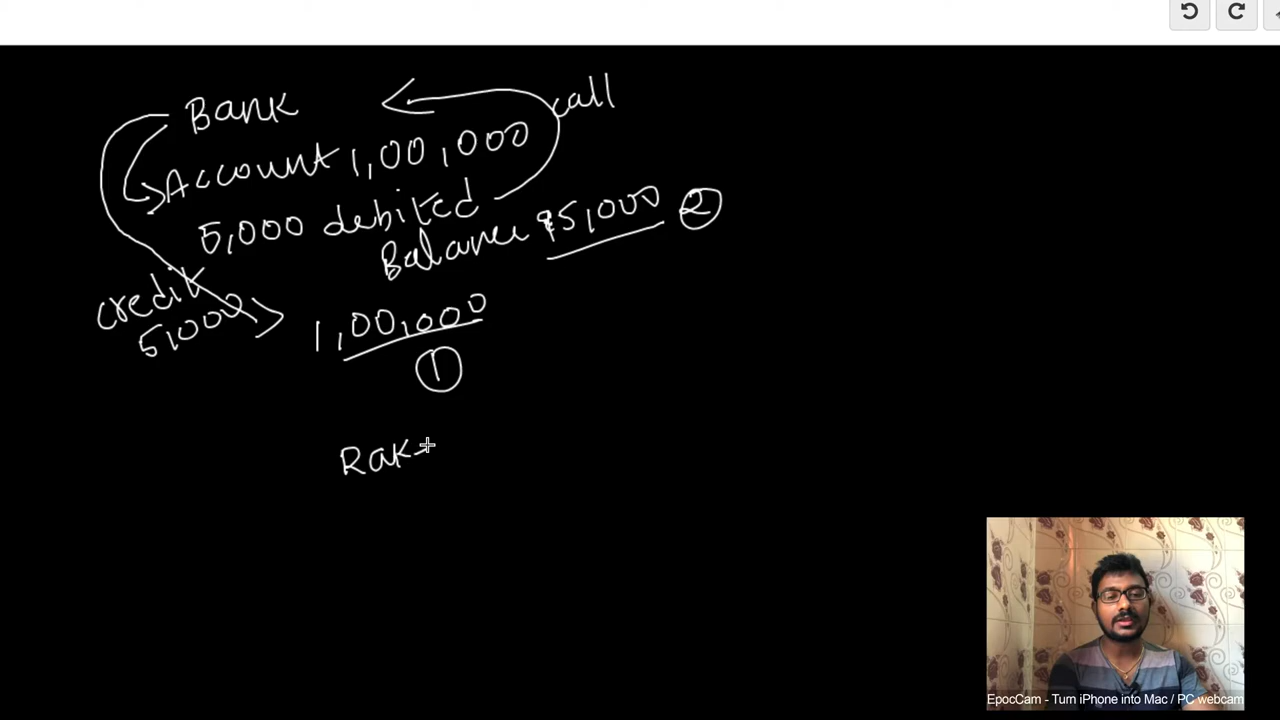 Bank
call
Account 1,00,000
5,000 debited
Balance 95,000 2
credit
5,000
1,00,000
1
Rak
EpocCam - Turn iPhone into Mac / PC webcam